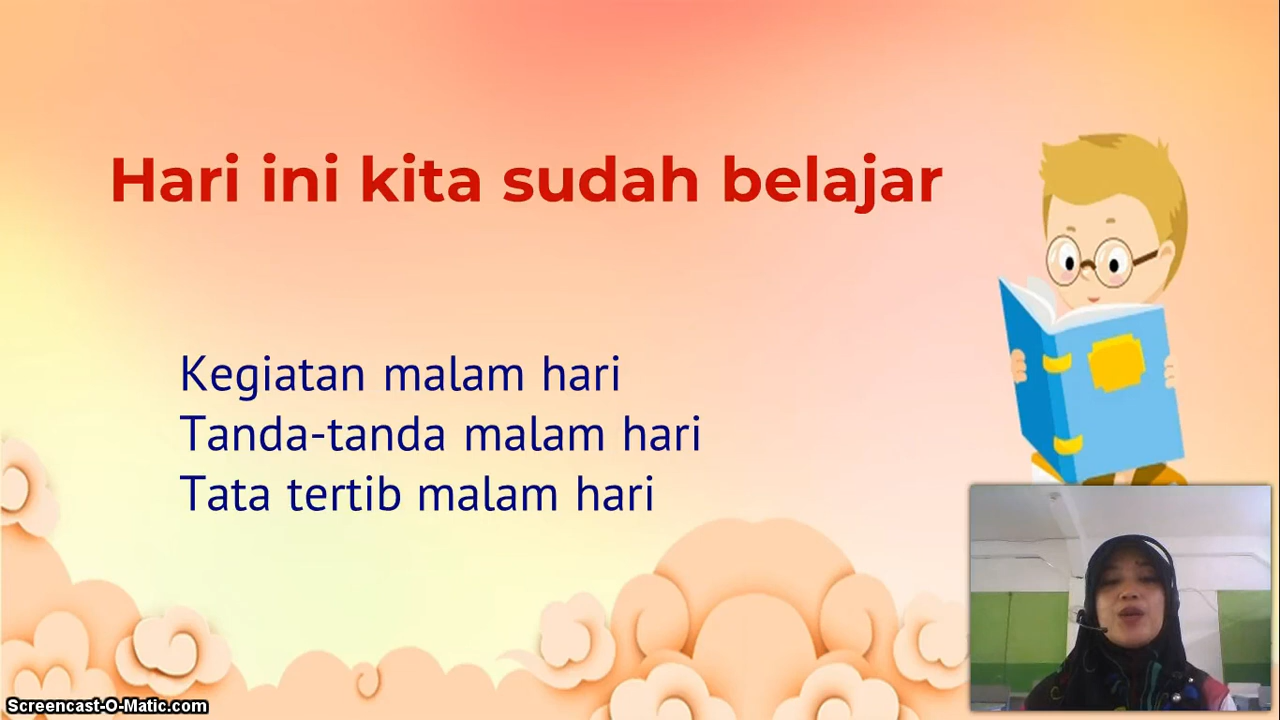 Hari ini kita sudah belajar
Kegiatan malam hari
Tanda-tanda malam hari
Tata tertib malam hari
Screencast-O-Matic.com